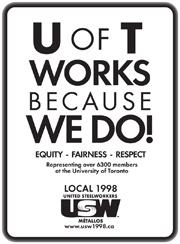 U OF T
WORKS
BECAUSE
WE DO!
EQUITY - FAIRNESS - RESPECT
Representing over 6300 members
at the University of Toronto
LOCAL 1998
UNITED STEELWORKERS
USW
MÉTALLOS
www.usw1998.ca